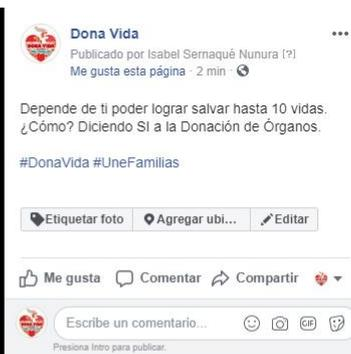 Dona Vida
Publicado por Isabel Sernaqué Nunura [?]
Me gusta esta página · 2 min ·
Depende de ti poder lograr salvar hasta 10 vidas.
¿Cómo? Diciendo SI a la Donación de Órganos.
#DonaVida #UneFamilias
Etiquetar foto Agregar ubi... Editar
Me gusta Comentar Compartir
Escribe un comentario...
GIF
Presiona Intro para publicar.